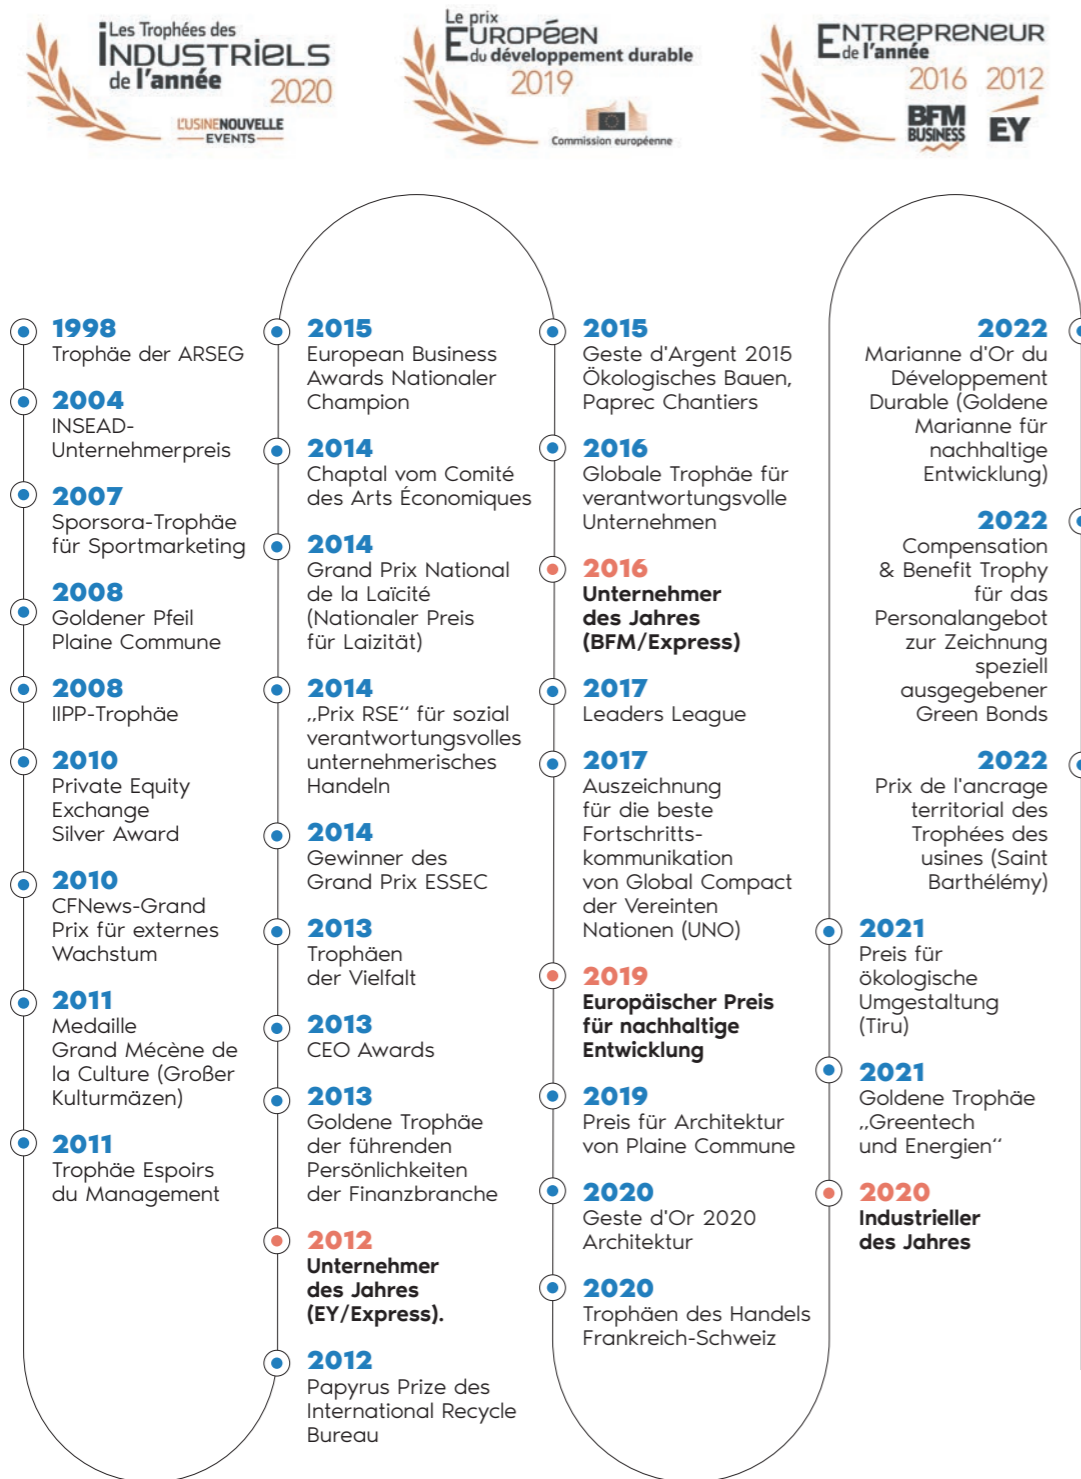 Les Trophées des
INDUSTRIELS
de l'année
2020
L'USINENOUVELLE
EVENTS
Le prix
EUROPÉEN
du développement durable
2019
Commission européenne
ENTREPRENEUR
de l'année
2016 2012
BFM
BUSINESS
EY
1998
Trophäe der ARSEG
2004
INSEAD-
Unternehmerpreis
2007
Sporsora-Trophäe
für Sportmarketing
2008
Goldener Pfeil
Plaine Commune
2008
IIPP-Trophäe
2010
Private Equity
Exchange
Silver Award
2010
CFNews-Grand
Prix für externes
Wachstum
2011
Medaille
Grand Mécène de
la Culture (Großer
Kulturmäzen)
2011
Trophäe Espoirs
du Management
2015
European Business
Awards Nationaler
Champion
2014
Chaptal vom Comité
des Arts Économiques
2014
Grand Prix National
de la Laïcité
(Nationaler Preis
für Laizität)
2014
„Prix RSE“ für sozial
verantwortungsvolles
unternehmerisches
Handeln
2014
Gewinner des
Grand Prix ESSEC
2013
Trophäen
der Vielfalt
2013
CEO Awards
2013
Goldene Trophäe
der führenden
Persönlichkeiten
der Finanzbranche
2012
Unternehmer
des Jahres
(EY/Express).
2012
Papyrus Prize des
International Recycle
Bureau
2015
Geste d'Argent 2015
Ökologisches Bauen,
Paprec Chantiers
2016
Globale Trophäe für
verantwortungsvolle
Unternehmen
2016
Unternehmer
des Jahres
(BFM/Express)
2017
Leaders League
2017
Auszeichnung
für die beste
Fortschritts-
kommunikation
von Global Compact
der Vereinten
Nationen (UNO)
2019
Europäischer Preis
für nachhaltige
Entwicklung
2019
Preis für Architektur
von Plaine Commune
2020
Geste d'Or 2020
Architektur
2020
Trophäen des Handels
Frankreich-Schweiz
2022
Marianne d'Or du
Développement
Durable (Goldene
Marianne für
nachhaltige
Entwicklung)
2022
Compensation
& Benefit Trophy
für das
Personalangebot
zur Zeichnung
speziell
ausgegebener
Green Bonds
2022
Prix de l'ancrage
territorial des
Trophées des
usines (Saint
Barthélémy)
2021
Preis für
ökologische
Umgestaltung
(Tiru)
2021
Goldene Trophäe
„Greentech
und Energien“
2020
Industrieller
des Jahres